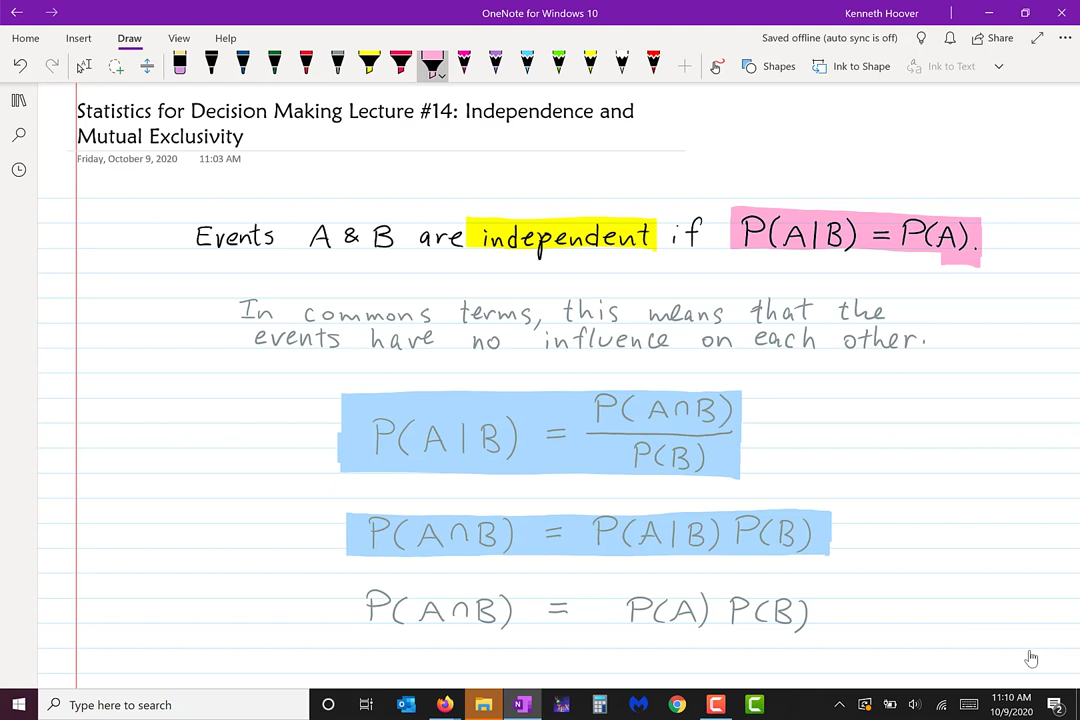 OneNote for Windows 10
Kenneth Hoover
Home Insert Draw View Help
Saved offline (auto sync is off)
Share
Shapes
Ink to Shape
Ink to Text
Statistics for Decision Making Lecture #14: Independence and
Mutual Exclusivity
Friday, October 9, 2020 11:03 AM
Events A & B are independent if P(A|B) = P(A).
In commons terms, this means that the
events have no influence on each other.
P(A|B) = P(A∩B) / P(B)
P(A∩B) = P(A|B) P(B)
P(A∩B) = P(A) P(B)
Type here to search
11:10 AM
10/9/2020
2